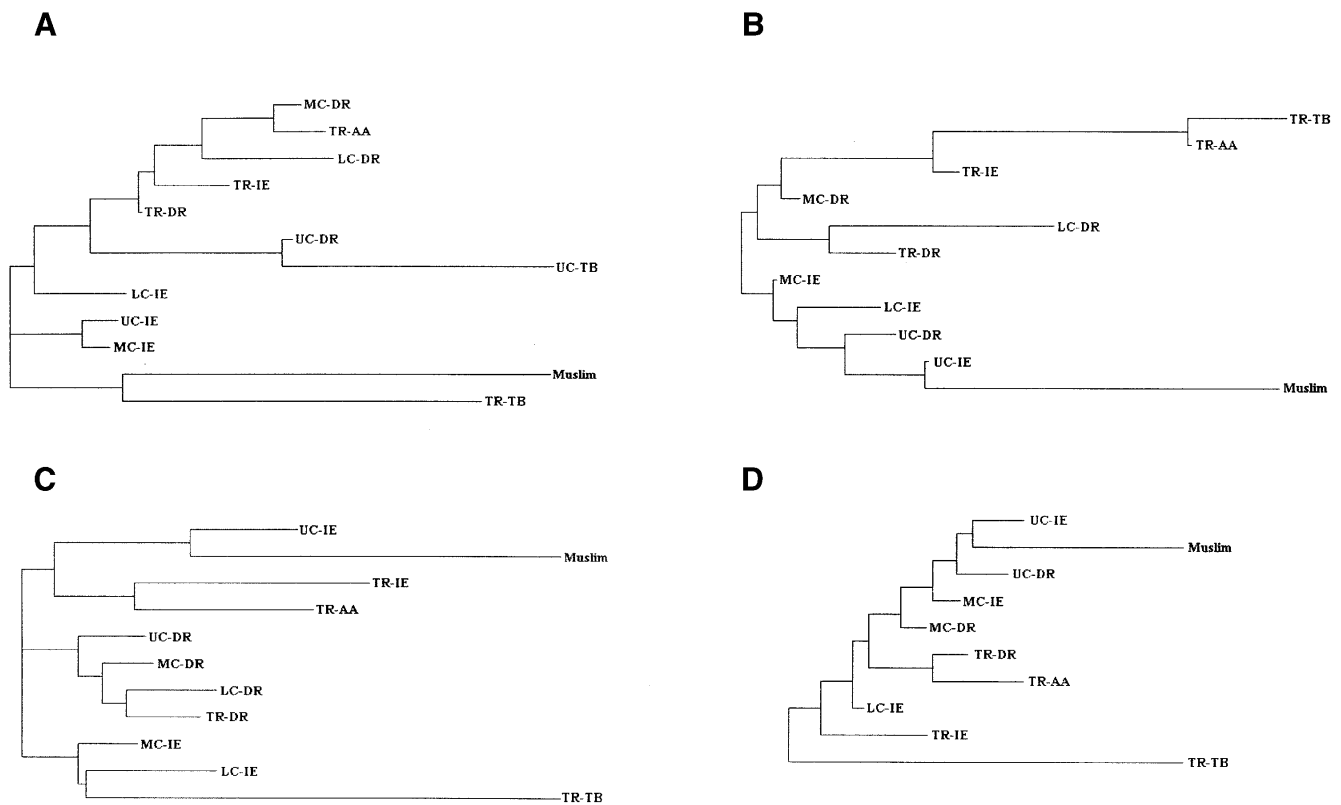 A
MC-DR
TR-AA
LC-DR
TR-IE
TR-DR
UC-DR
UC-TB
LC-IE
UC-IE
MC-IE
Muslim
TR-TB
B
TR-TB
TR-AA
TR-IE
MC-DR
LC-DR
TR-DR
MC-IE
LC-IE
UC-DR
UC-IE
Muslim
C
UC-IE
Muslim
TR-IE
TR-AA
UC-DR
MC-DR
LC-DR
TR-DR
MC-IE
LC-IE
TR-TB
D
UC-IE
Muslim
UC-DR
MC-IE
MC-DR
TR-DR
TR-AA
LC-IE
TR-IE
TR-TB